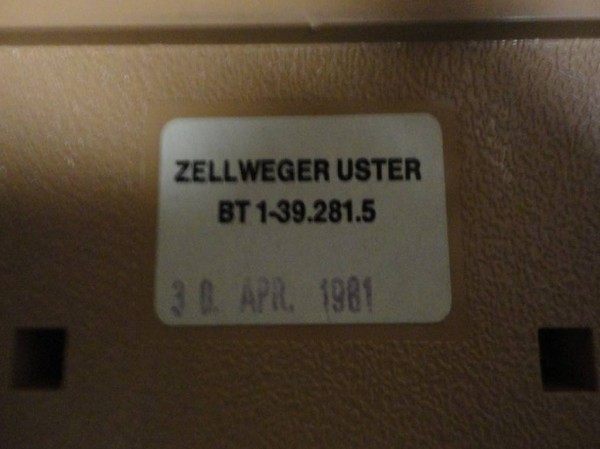 ZELLWEGER USTER
BT 1-39.281.5
30. APR. 1981